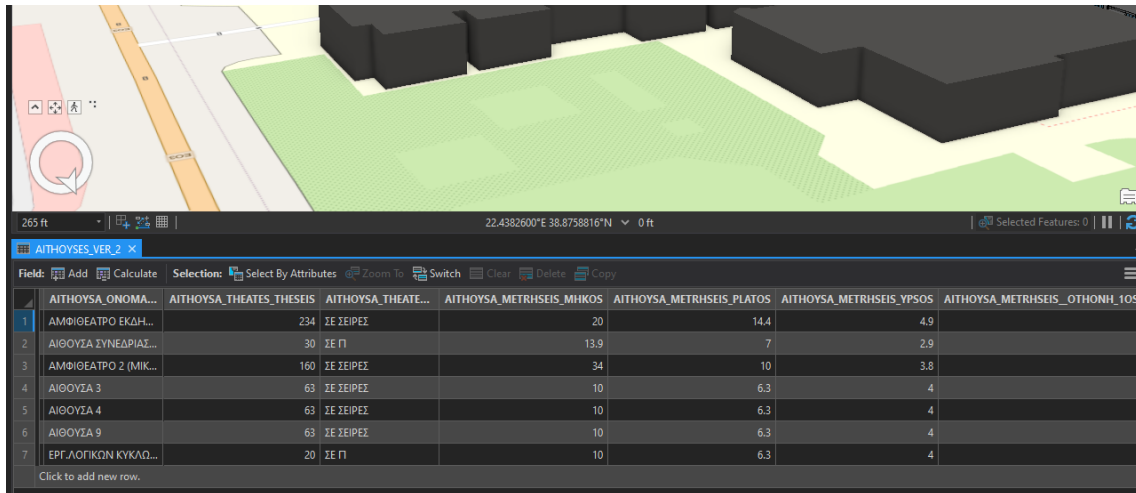 265 ft
22.4382600°E 38.8758816°N 0 ft
Selected Features: 0
AITHOYSES_VER_2
Field: Add Calculate Selection: Select By Attributes Zoom To Switch Clear Delete Copy
AITHOYSA_ONOMA... AITHOYSA_THEATES_THESEIS AITHOYSA_THEATE... AITHOYSA_METRHSEIS_MHKOS AITHOYSA_METRHSEIS_PLATOS AITHOYSA_METRHSEIS_YPSOS AITHOYSA_METRHSEIS__OTHONH_1OS
1 ΑΜΦΙΘΕΑΤΡΟ ΕΚΔΗ... 234 ΣΕ ΣΕΙΡΕΣ 20 14.4 4.9
2 ΑΙΘΟΥΣΑ ΣΥΝΕΔΡΙΑΣ... 30 ΣΕ Π 13.9 7 2.9
3 ΑΜΦΙΘΕΑΤΡΟ 2 (ΜΙΚ... 160 ΣΕ ΣΕΙΡΕΣ 34 10 3.8
4 ΑΙΘΟΥΣΑ 3 63 ΣΕ ΣΕΙΡΕΣ 10 6.3 4
5 ΑΙΘΟΥΣΑ 4 63 ΣΕ ΣΕΙΡΕΣ 10 6.3 4
6 ΑΙΘΟΥΣΑ 9 63 ΣΕ ΣΕΙΡΕΣ 10 6.3 4
7 ΕΡΓ.ΛΟΓΙΚΩΝ ΚΥΚΛΩ... 20 ΣΕ Π 10 6.3 4
Click to add new row.